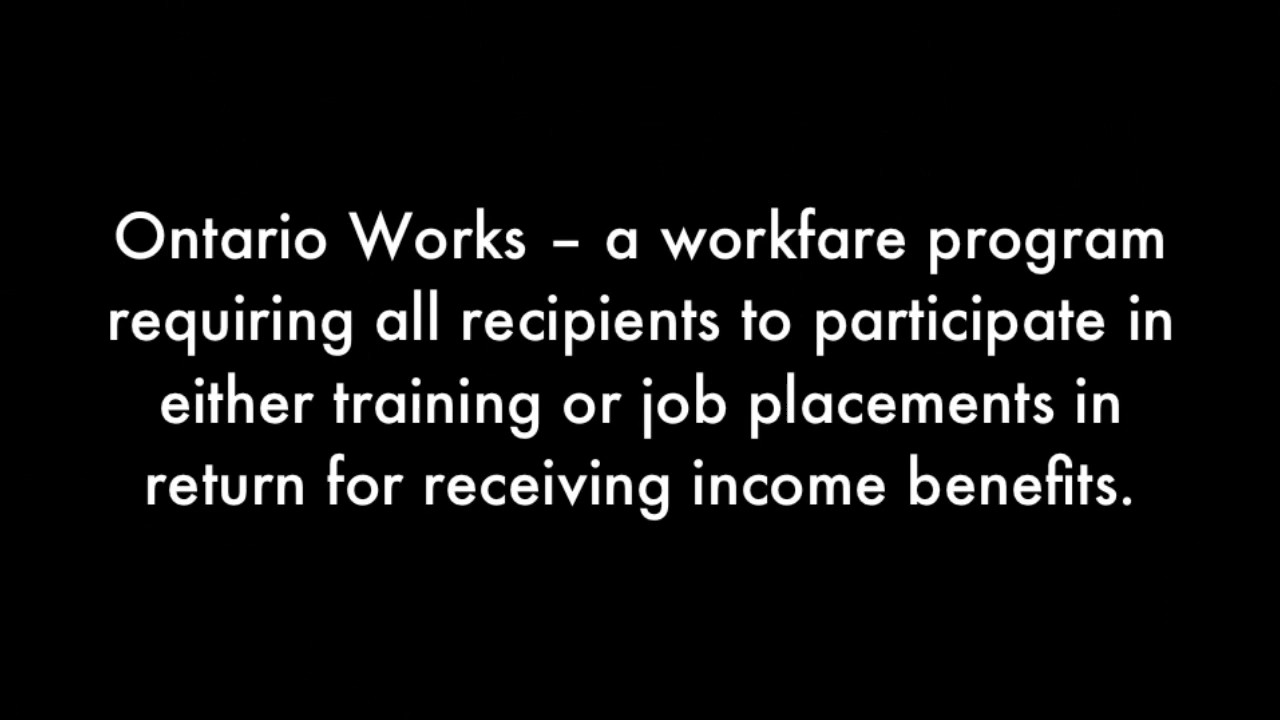 Ontario Works – a workfare program
requiring all recipients to participate in
either training or job placements in
return for receiving income benefits.